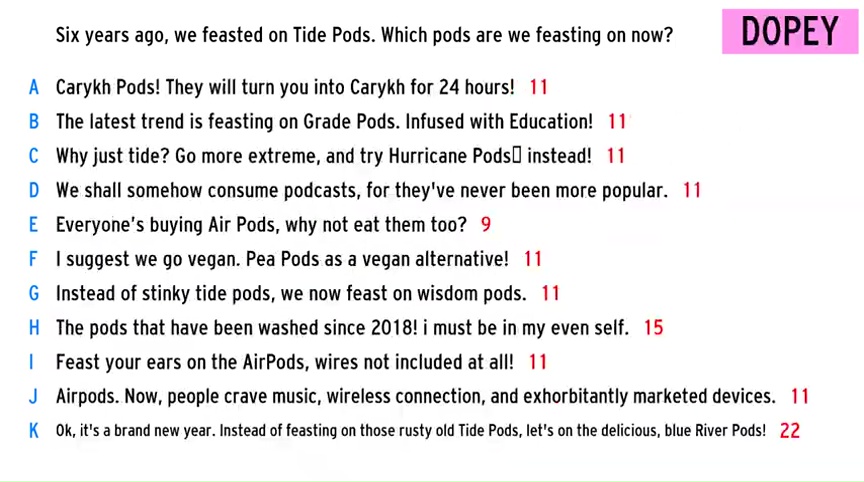 Six years ago, we feasted on Tide Pods. Which pods are we feasting on now?
DOPEY
A Carykh Pods! They will turn you into Carykh for 24 hours! 11
B The latest trend is feasting on Grade Pods. Infused with Education! 11
C Why just tide? Go more extreme, and try Hurricane Pods▯ instead! 11
D We shall somehow consume podcasts, for they've never been more popular. 11
E Everyone's buying Air Pods, why not eat them too? 9
F I suggest we go vegan. Pea Pods as a vegan alternative! 11
G Instead of stinky tide pods, we now feast on wisdom pods. 11
H The pods that have been washed since 2018! i must be in my even self. 15
I Feast your ears on the AirPods, wires not included at all! 11
J Airpods. Now, people crave music, wireless connection, and exhorbitantly marketed devices. 11
K Ok, it's a brand new year. Instead of feasting on those rusty old Tide Pods, let's on the delicious, blue River Pods! 22